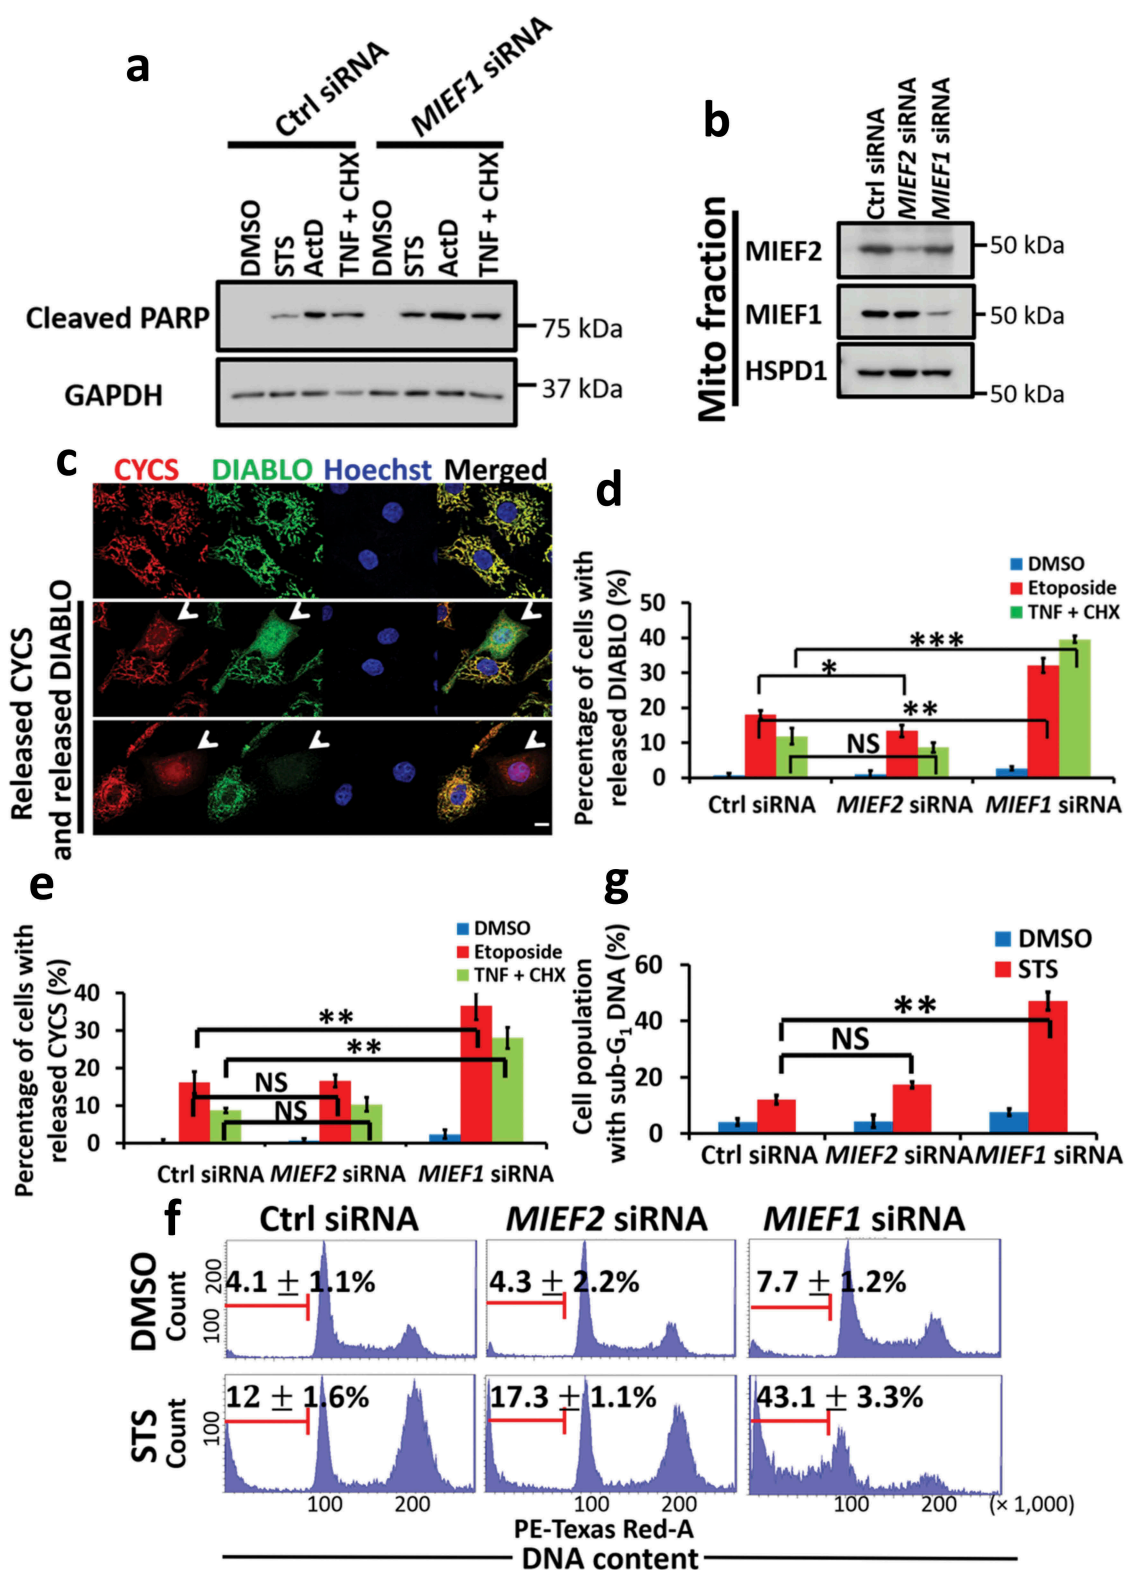 a
Ctrl siRNA
MIEF1 siRNA
DMSO
STS
ActD
TNF + CHX
DMSO
STS
ActD
TNF + CHX
Cleaved PARP
75 kDa
GAPDH
37 kDa
b
Ctrl siRNA
MIEF2 siRNA
MIEF1 siRNA
Mito fraction
MIEF2
50 kDa
MIEF1
50 kDa
HSPD1
50 kDa
c
CYCS
DIABLO
Hoechst
Merged
Released CYCS
and released DIABLO
d
DMSO
Etoposide
TNF + CHX
Percentage of cells with
released DIABLO (%)
50
40
30
20
10
0
***
*
**
NS
Ctrl siRNA
MIEF2 siRNA
MIEF1 siRNA
e
DMSO
Etoposide
TNF + CHX
Percentage of cells with
released CYCS (%)
40
30
20
10
0
**
**
NS
NS
Ctrl siRNA
MIEF2 siRNA
MIEF1 siRNA
g
DMSO
STS
Cell population
with sub-G1 DNA (%)
60
40
20
0
**
NS
Ctrl siRNA
MIEF2 siRNA
MIEF1 siRNA
f
Ctrl siRNA
MIEF2 siRNA
MIEF1 siRNA
DMSO
Count
200
100
4.1 ± 1.1%
4.3 ± 2.2%
7.7 ± 1.2%
STS
Count
100
12 ± 1.6%
17.3 ± 1.1%
43.1 ± 3.3%
100
200
100
200
100
200
(× 1,000)
PE-Texas Red-A
DNA content